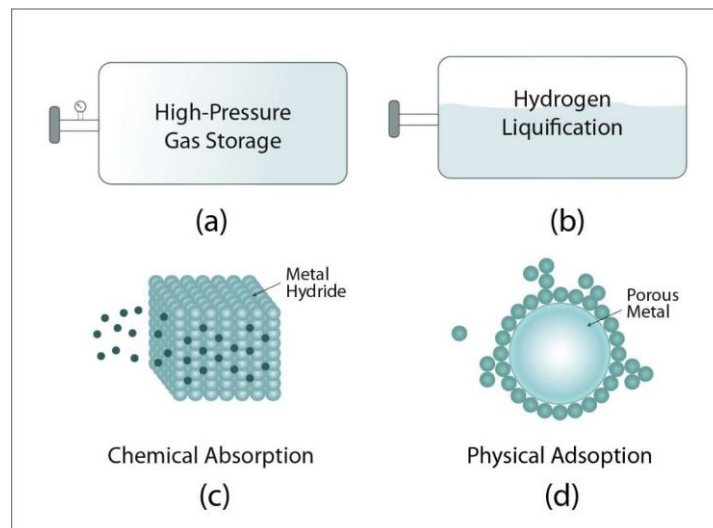 High-Pressure
Gas Storage
(a)
Hydrogen
Liquification
(b)
Metal
Hydride
Chemical Absorption
(c)
Porous
Metal
Physical Adsoption
(d)